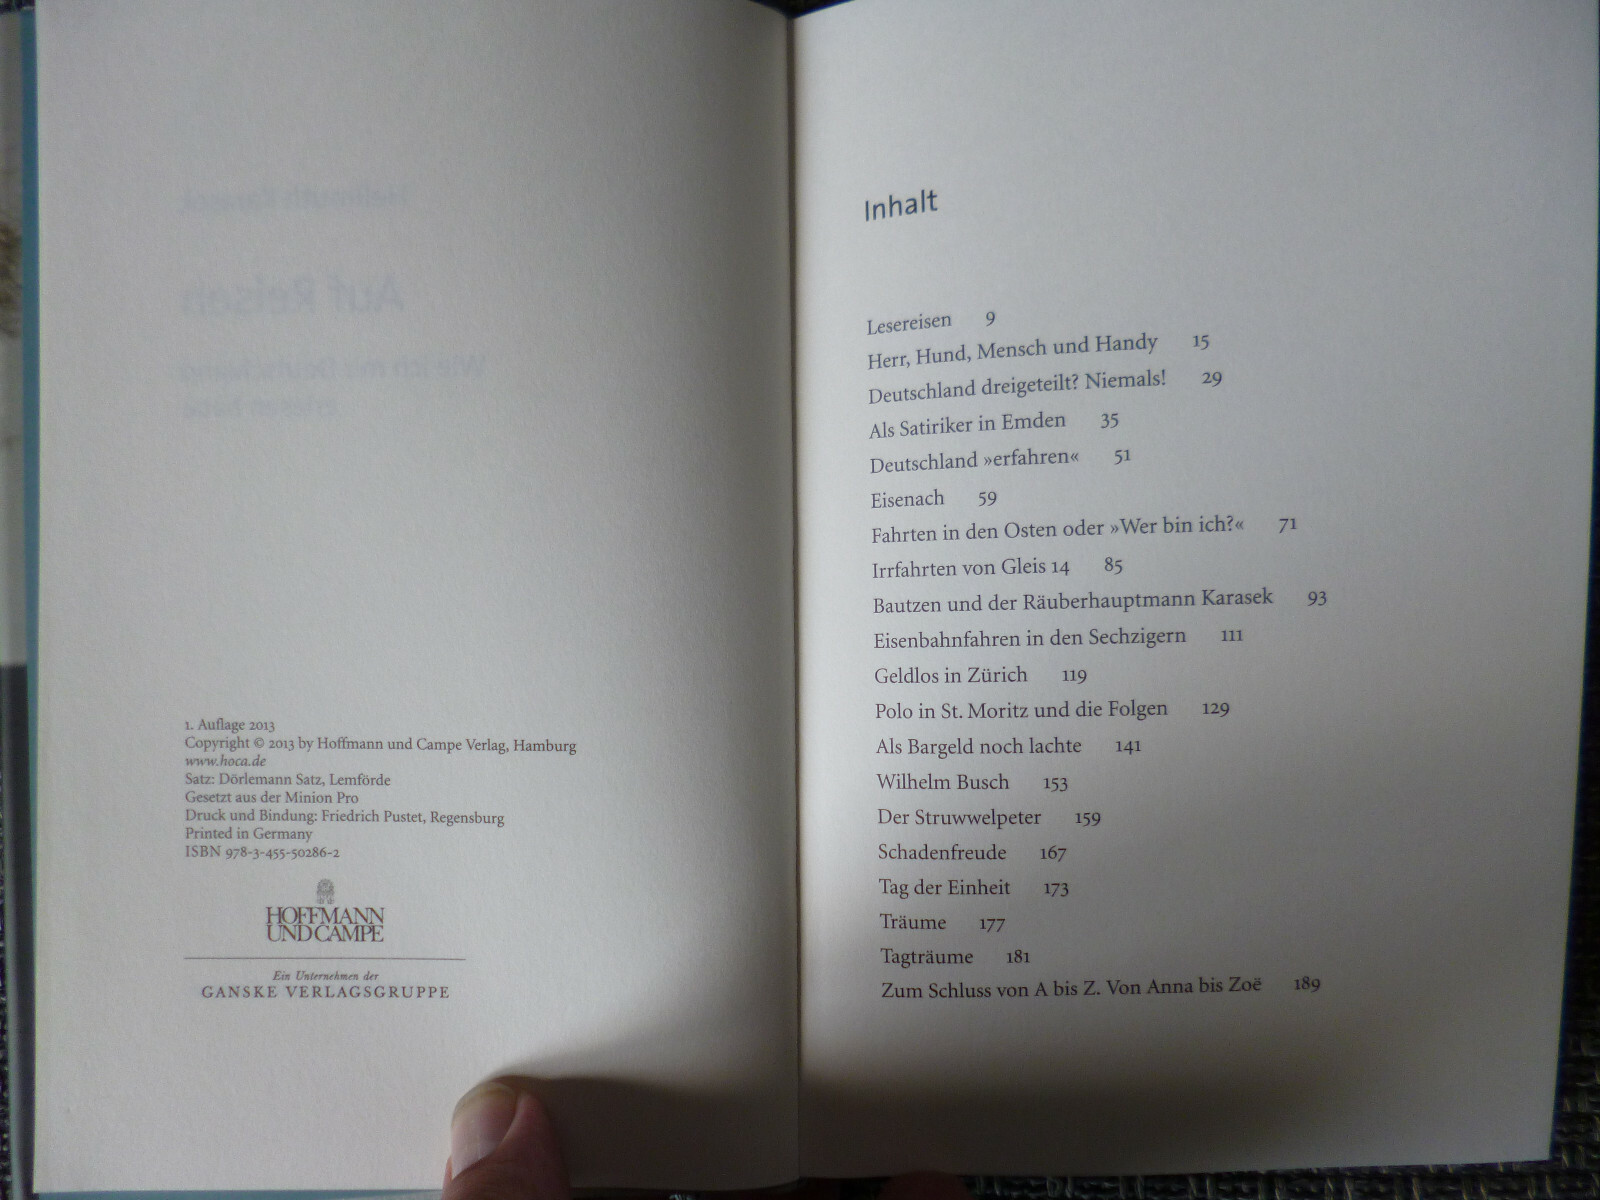 1. Auflage 2013
Copyright © 2013 by Hoffmann und Campe Verlag, Hamburg
www.hoca.de
Satz: Dörlemann Satz, Lemförde
Gesetzt aus der Minion Pro
Druck und Bindung: Friedrich Pustet, Regensburg
Printed in Germany
ISBN 978-3-455-50286-2
HOFFMANN
UND CAMPE
Ein Unternehmen der
GANSKE VERLAGSGRUPPE
Inhalt
Lesereisen 9
Herr, Hund, Mensch und Handy 15
Deutschland dreigeteilt? Niemals! 29
Als Satiriker in Emden 35
Deutschland »erfahren« 51
Eisenach 59
Fahrten in den Osten oder »Wer bin ich?« 71
Irrfahrten von Gleis 14 85
Bautzen und der Räuberhauptmann Karasek 93
Eisenbahnfahren in den Sechzigern 111
Geldlos in Zürich 119
Polo in St. Moritz und die Folgen 129
Als Bargeld noch lachte 141
Wilhelm Busch 153
Der Struwwelpeter 159
Schadenfreude 167
Tag der Einheit 173
Träume 177
Tagträume 181
Zum Schluss von A bis Z. Von Anna bis Zoë 189